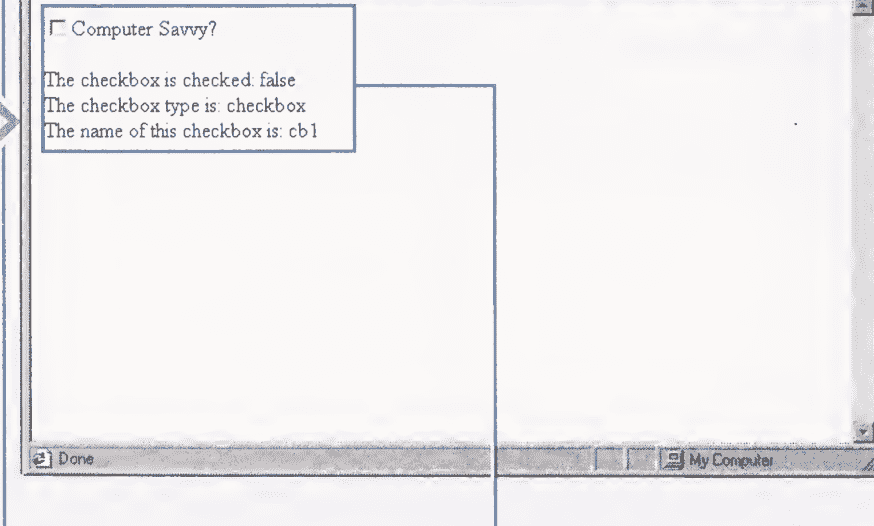 Computer Savvy?
The checkbox is checked: false
The checkbox type is: checkbox
The name of this checkbox is: cb1
Done
My Computer